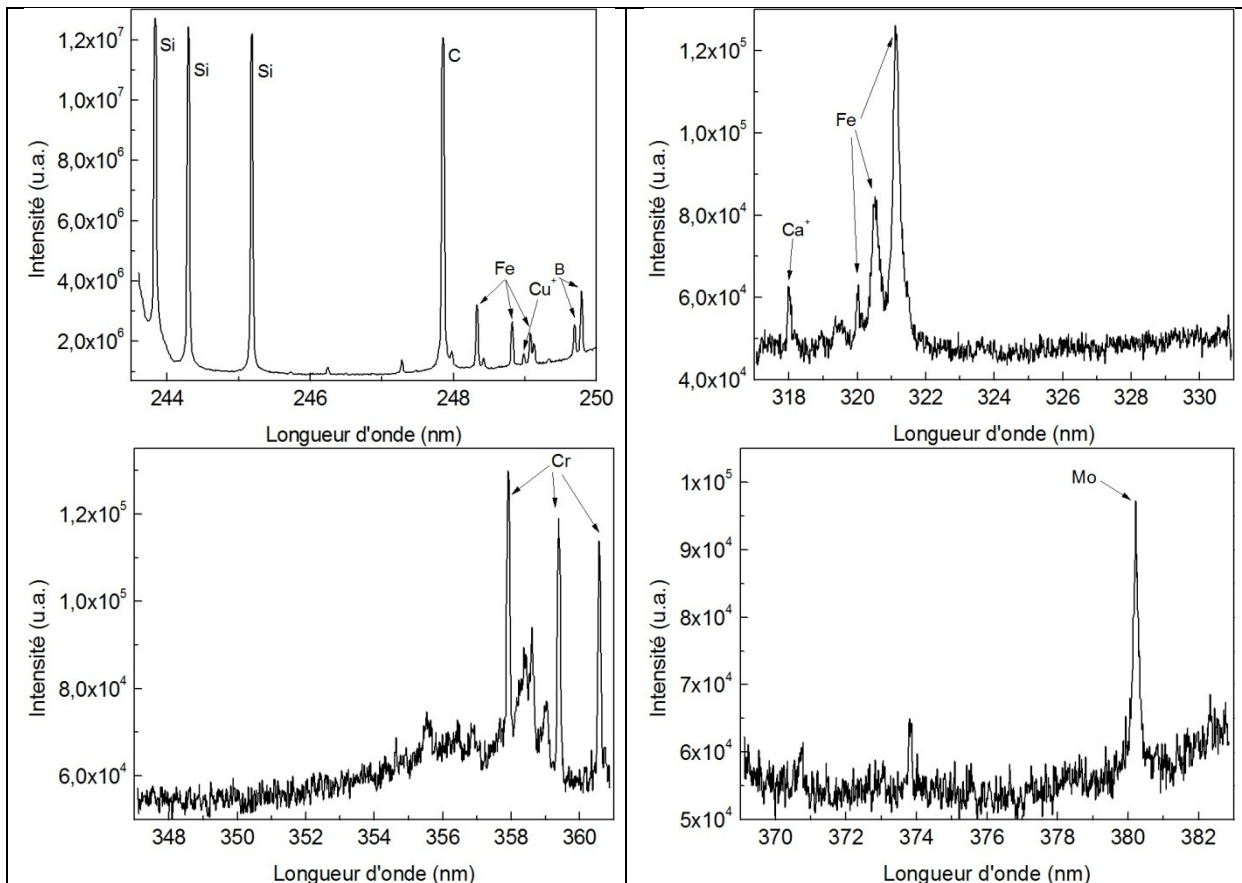 Intensité (u.a.)
1,2x10⁷
1,0x10⁷
8,0x10⁶
6,0x10⁶
4,0x10⁶
2,0x10⁶
Si
Si
Si
C
Fe
Cu⁺
B
244 246 248 250
Longueur d'onde (nm)
Intensité (u.a.)
1,2x10⁵
1,0x10⁵
8,0x10⁴
6,0x10⁴
4,0x10⁴
Ca⁺
Fe
318 320 322 324 326 328 330
Longueur d'onde (nm)
Intensité (u.a.)
1,2x10⁵
1,0x10⁵
8,0x10⁴
6,0x10⁴
Cr
348 350 352 354 356 358 360
Longueur d'onde (nm)
Intensité (u.a.)
1x10⁵
9x10⁴
8x10⁴
7x10⁴
6x10⁴
5x10⁴
Mo
370 372 374 376 378 380 382
Longueur d'onde (nm)